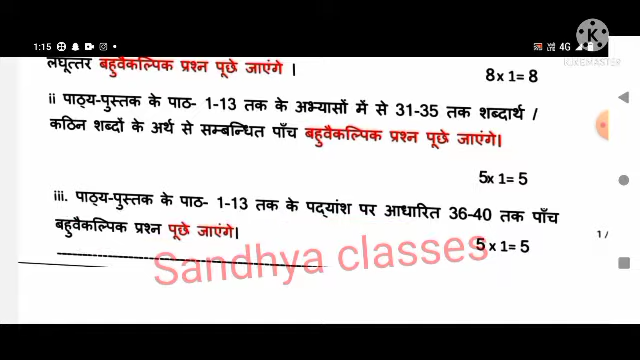 1:15 4G
KINEMASTER
लघूत्तर बहुवैकल्पिक प्रश्न पूछे जाएंगे ।
8 x 1= 8
ii पाठ्य-पुस्तक के पाठ- 1-13 तक के अभ्यासों में से 31-35 तक शब्दार्थ /
कठिन शब्दों के अर्थ से सम्बन्धित पाँच बहुवैकल्पिक प्रश्न पूछे जाएंगे।
5x 1= 5
iii. पाठ्य-पुस्तक के पाठ- 1-13 तक के पद्यांश पर आधारित 36-40 तक पाँच
बहुवैकल्पिक प्रश्न पूछे जाएंगे।
5 x 1= 5
1/
Sandhya classes